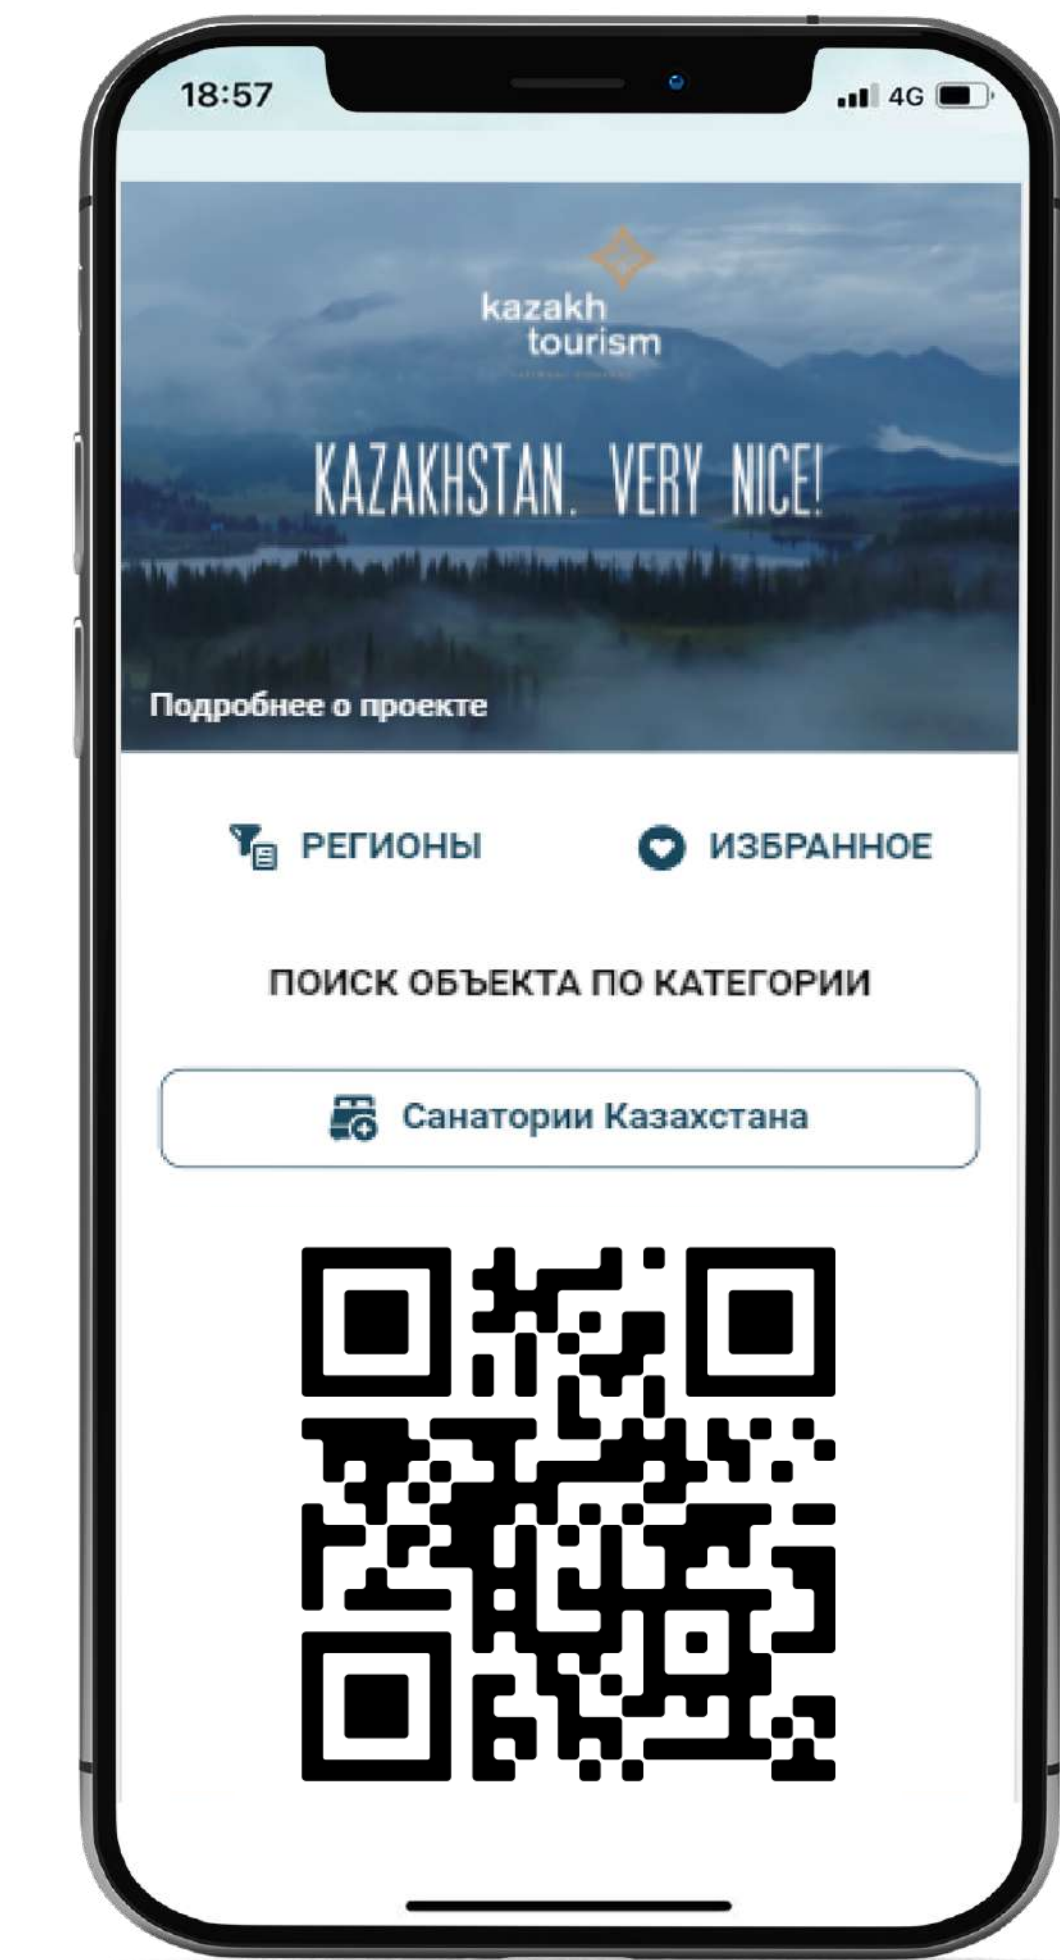 18:57
4G
kazakh
tourism
KAZAKHSTAN. VERY NICE!
Подробнее о проекте
РЕГИОНЫ
ИЗБРАННОЕ
ПОИСК ОБЪЕКТА ПО КАТЕГОРИИ
Санатории Казахстана